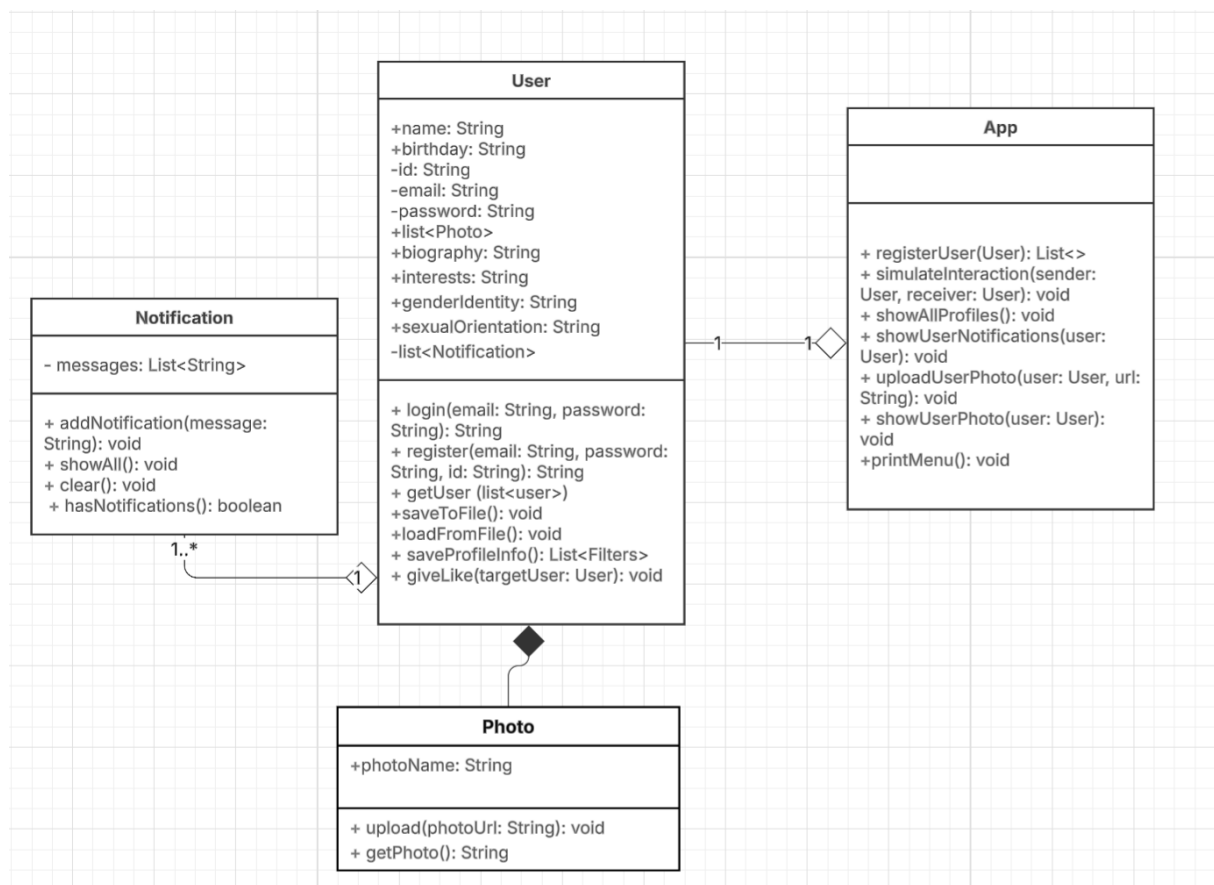 User
+name: String
+birthday: String
-id: String
-email: String
-password: String
+list<Photo>
+biography: String
+interests: String
+genderIdentity: String
+sexualOrientation: String
-list<Notification>
+ login(email: String, password:
String): String
+ register(email: String, password:
String, id: String): String
+ getUser (list<user>)
+saveToFile(): void
+loadFromFile(): void
+ saveProfileInfo(): List<Filters>
+ giveLike(targetUser: User): void
App
+ registerUser(User): List<>
+ simulateInteraction(sender:
User, receiver: User): void
+ showAllProfiles(): void
+ showUserNotifications(user:
User): void
+ uploadUserPhoto(user: User, url:
String): void
+ showUserPhoto(user: User):
void
+printMenu(): void
1
1
Notification
- messages: List<String>
+ addNotification(message:
String): void
+ showAll(): void
+ clear(): void
+ hasNotifications(): boolean
1..*
1
Photo
+photoName: String
+ upload(photoUrl: String): void
+ getPhoto(): String